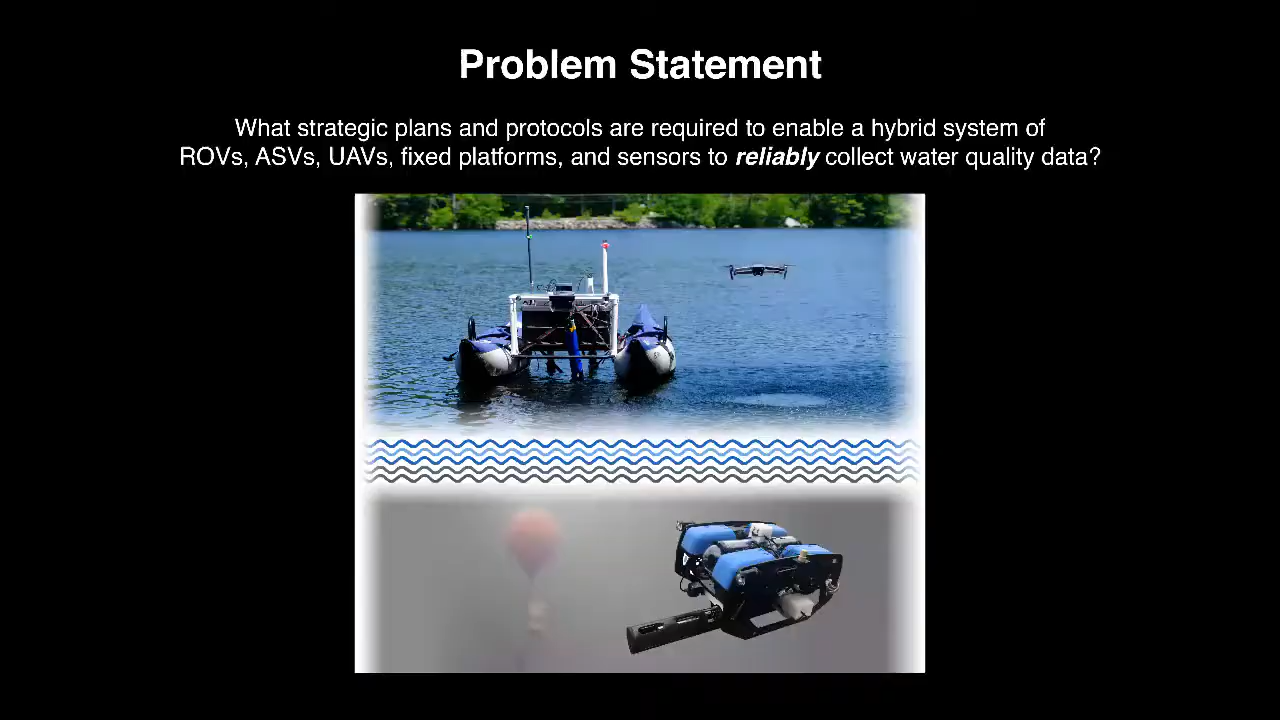 Problem Statement
What strategic plans and protocols are required to enable a hybrid system of
ROVs, ASVs, UAVs, fixed platforms, and sensors to reliably collect water quality data?